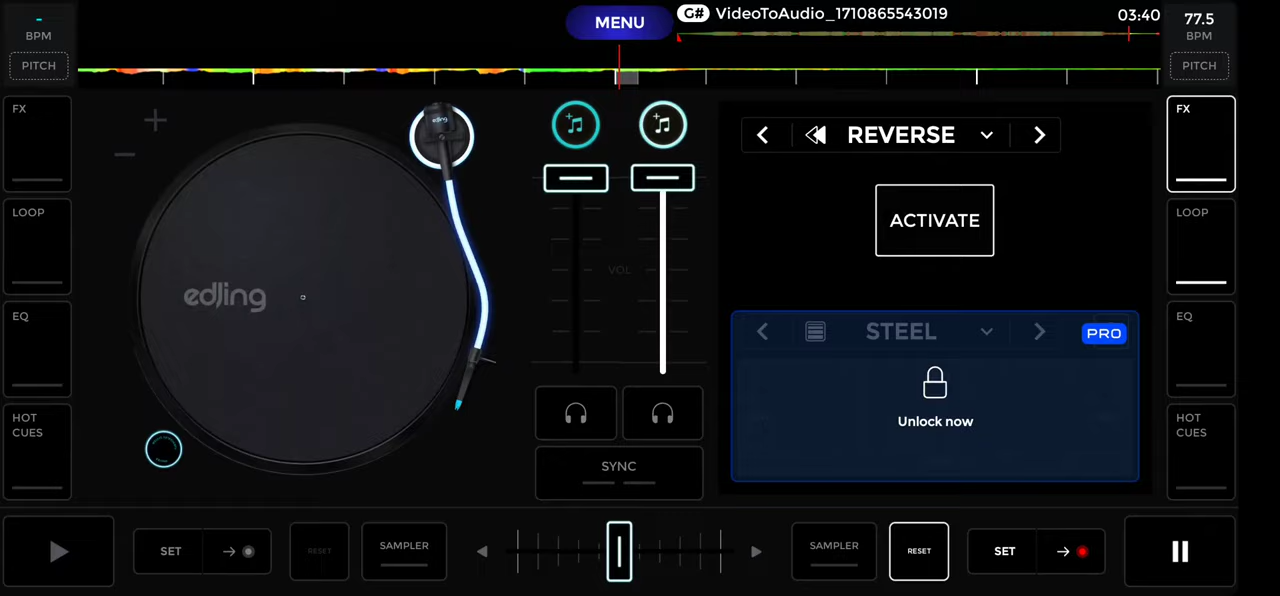 -
BPM
PITCH
MENU
G# VideoToAudio_1710865543019
03:40
77.5
BPM
PITCH
FX
LOOP
EQ
HOT
CUES
edjing
edjing
VOL
REVERSE
ACTIVATE
STEEL
PRO
Unlock now
FX
LOOP
EQ
HOT
CUES
SYNC
SET
RESET
SAMPLER
SAMPLER
RESET
SET